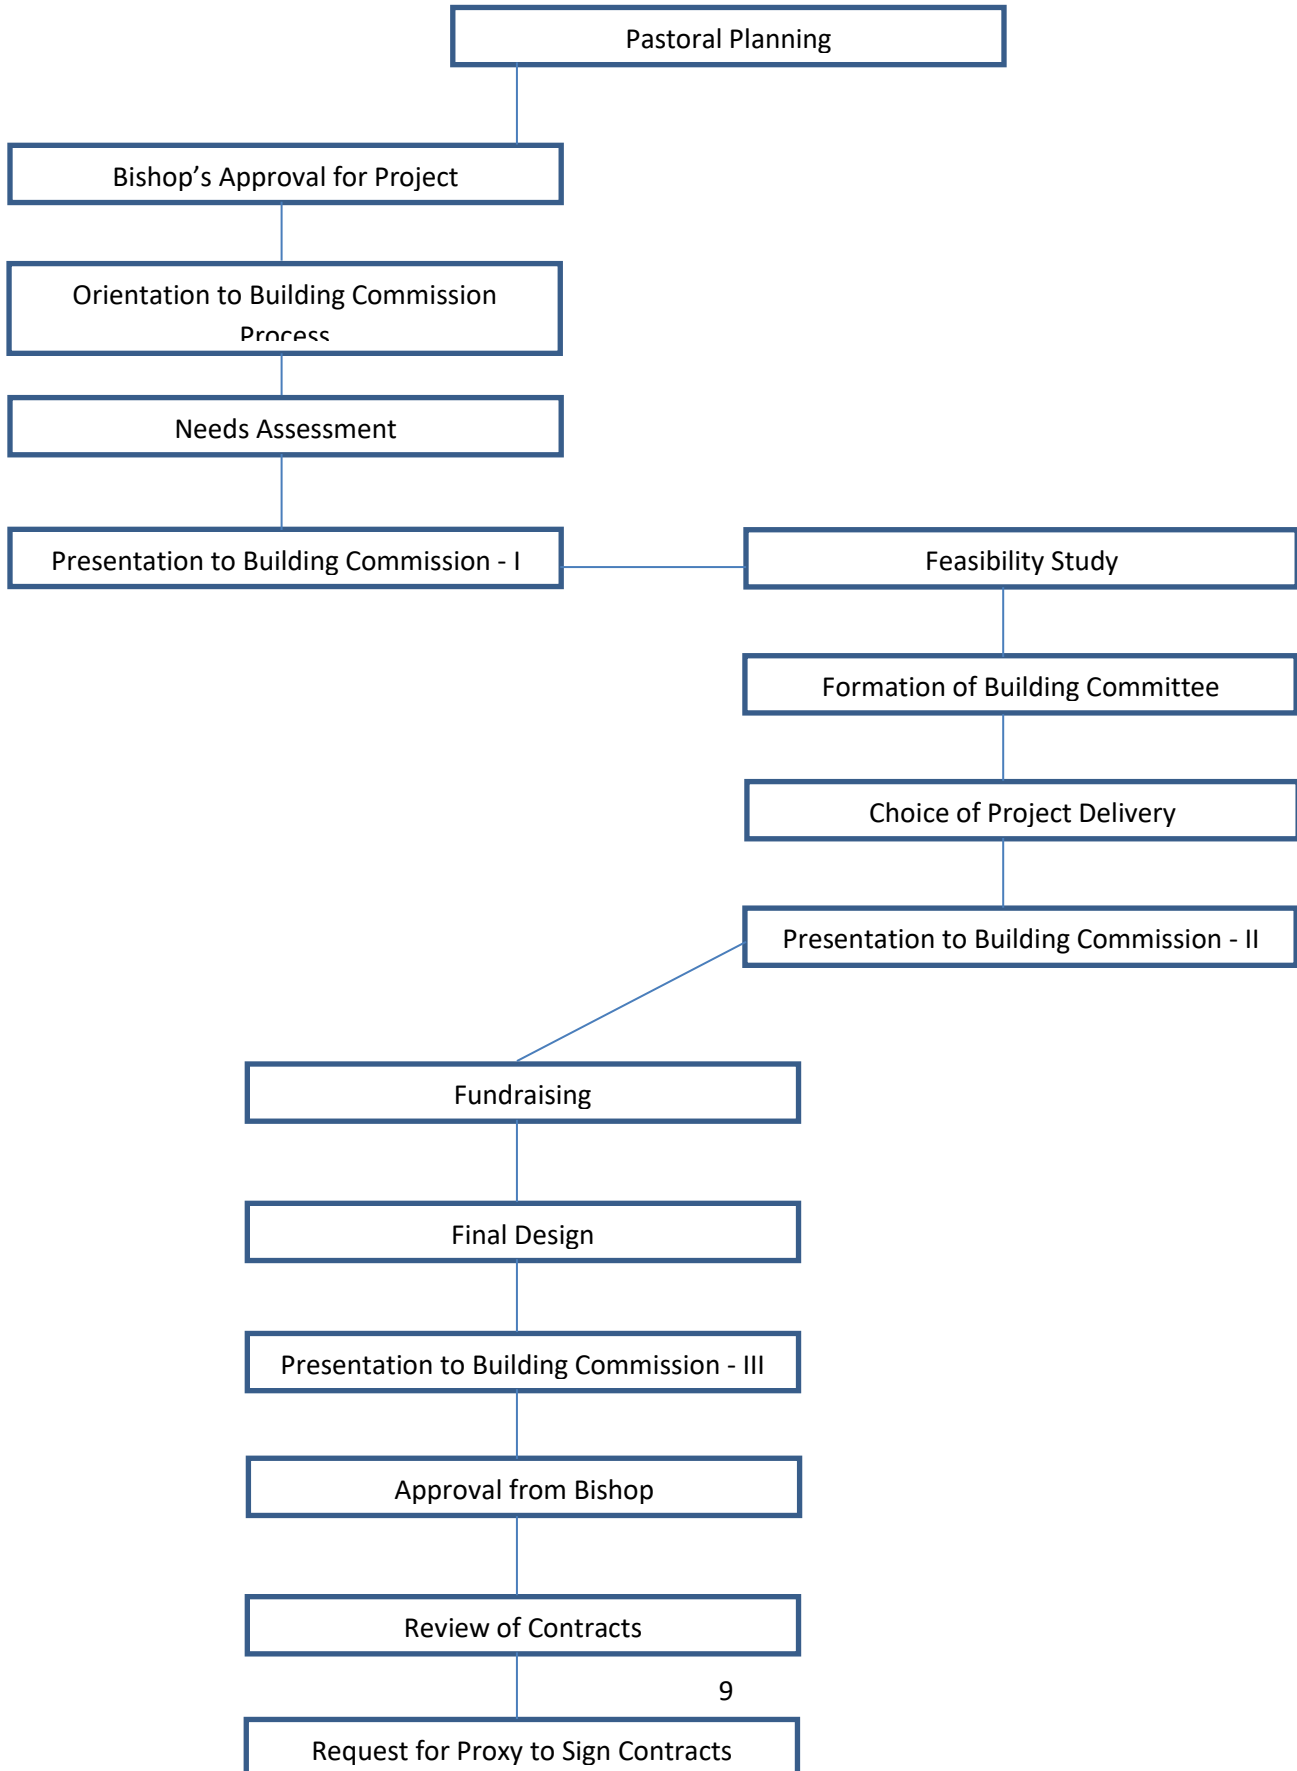 Pastoral Planning
Bishop’s Approval for Project
Orientation to Building Commission
Process
Needs Assessment
Presentation to Building Commission - I
Feasibility Study
Formation of Building Committee
Choice of Project Delivery
Presentation to Building Commission - II
Fundraising
Final Design
Presentation to Building Commission - III
Approval from Bishop
Review of Contracts
9
Request for Proxy to Sign Contracts